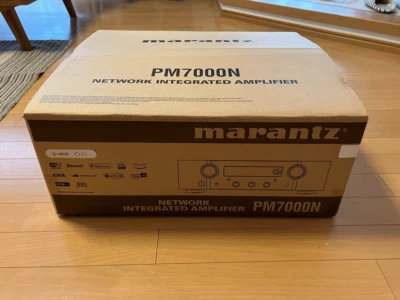 marantz
PM7000N
NETWORK INTEGRATED AMPLIFIER
marantz
NETWORK
INTEGRATED AMPLIFIER PM7000N